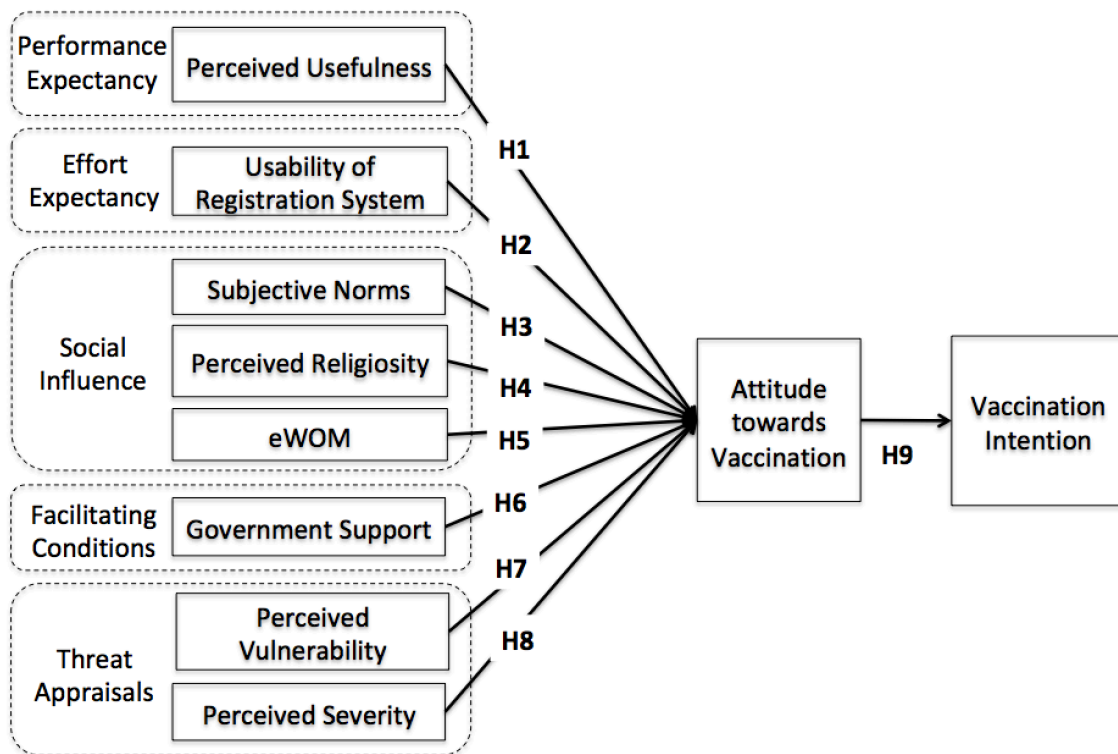 Performance
Expectancy
Perceived Usefulness
H1
Effort
Expectancy
Usability of
Registration System
H2
Social
Influence
Subjective Norms
H3
Perceived Religiosity
H4
eWOM
H5
Attitude
towards
Vaccination
H9
Vaccination
Intention
Facilitating
Conditions
Government Support
H6
Threat
Appraisals
Perceived
Vulnerability
H7
Perceived Severity
H8